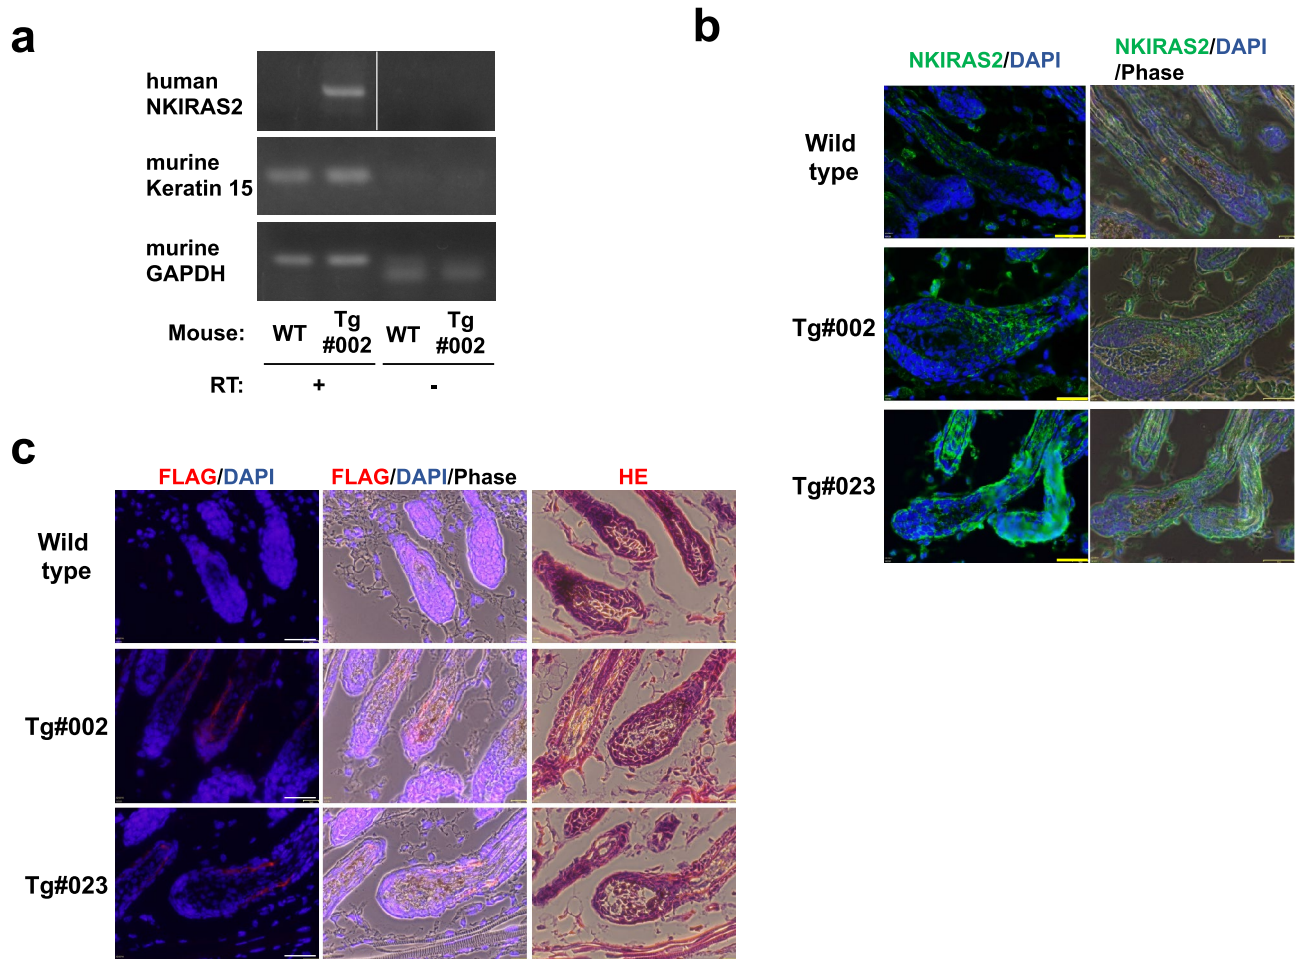 a
human
NKIRAS2
murine
Keratin 15
murine
GAPDH
Mouse: WT Tg #002 WT Tg #002
RT: + -
b
NKIRAS2/DAPI
NKIRAS2/DAPI
/Phase
Wild
type
Tg#002
Tg#023
c
FLAG/DAPI FLAG/DAPI/Phase HE
Wild
type
Tg#002
Tg#023